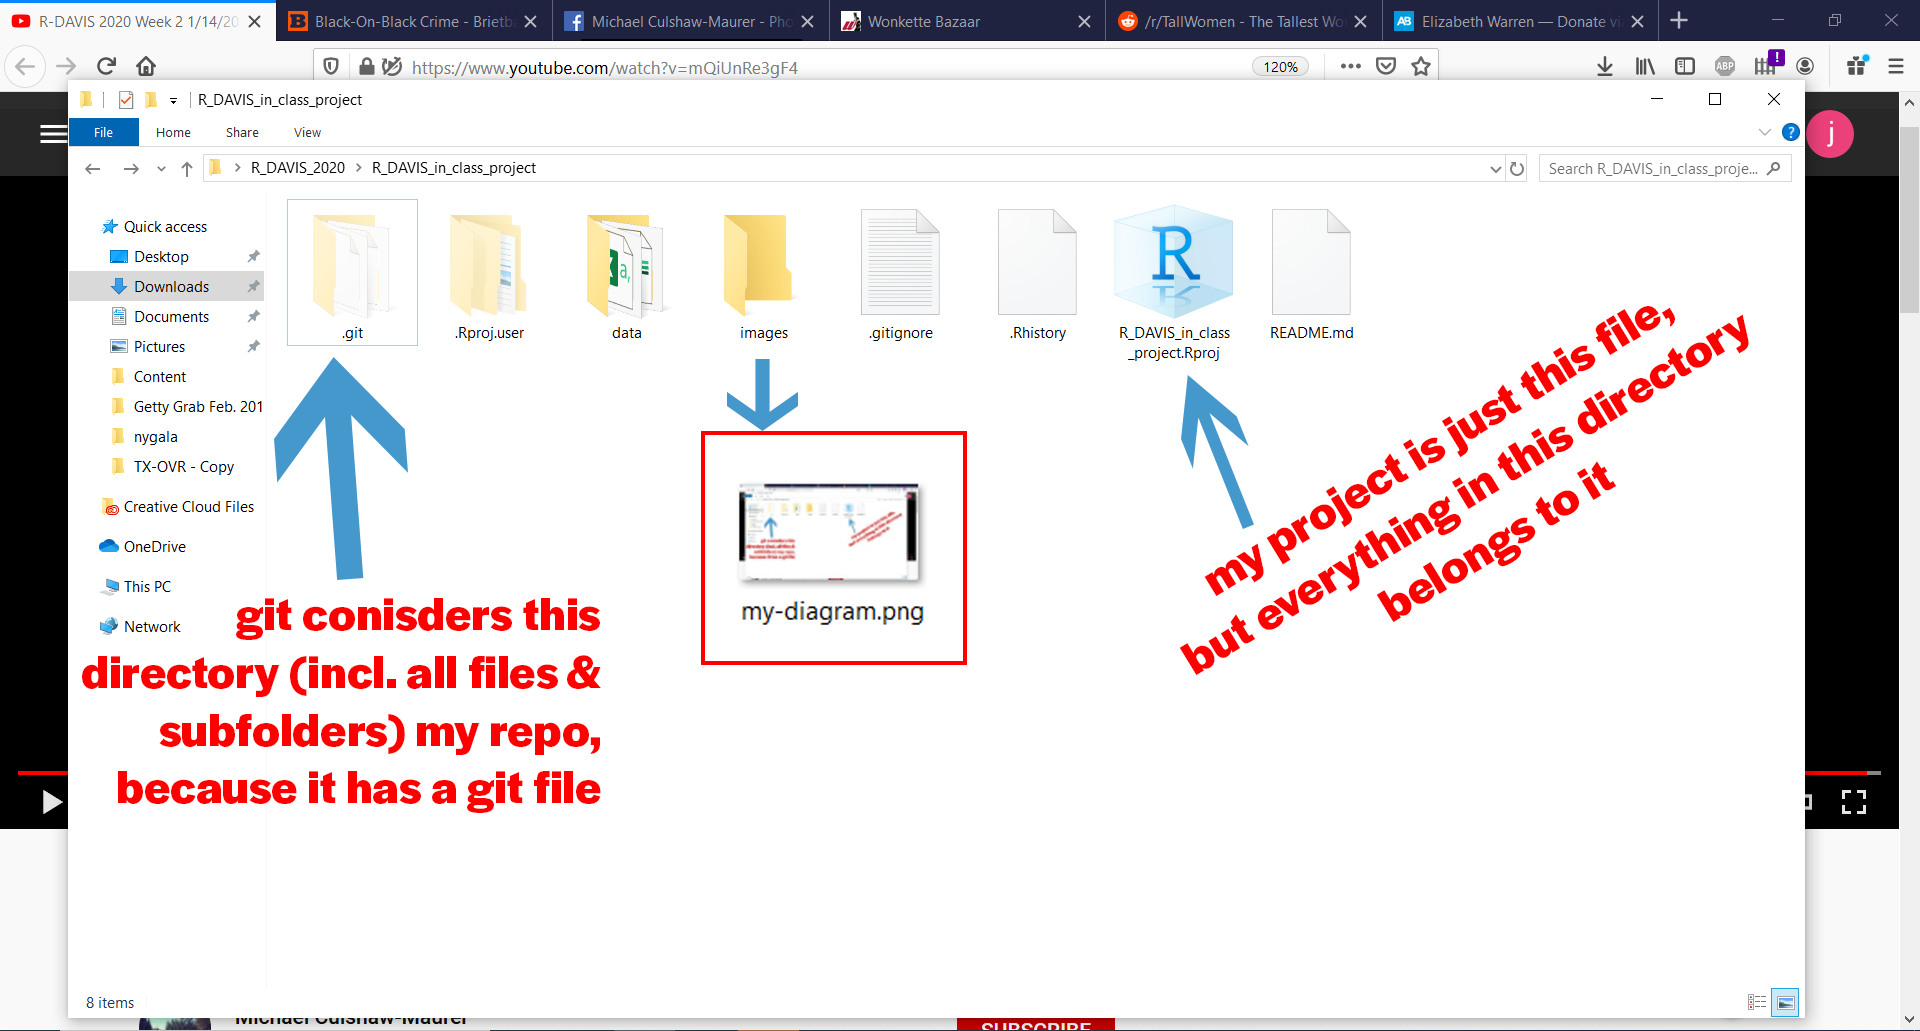 R-DAVIS 2020 Week 2 1/14/20
Black-On-Black Crime - Brietba
Michael Culshaw-Maurer - Pho
Wonkette Bazaar
/r/TallWomen - The Tallest Wo
Elizabeth Warren — Donate via
https://www.youtube.com/watch?v=mQiUnRe3gF4
120%
ABP
!
R_DAVIS_in_class_project
File
Home
Share
View
?
j
R_DAVIS_2020
R_DAVIS_in_class_project
Search R_DAVIS_in_class_proje...
Quick access
Desktop
Downloads
Documents
Pictures
Content
Getty Grab Feb. 201
nygala
TX-OVR - Copy
Creative Cloud Files
OneDrive
This PC
Network
.git
.Rproj.user
data
images
.gitignore
.Rhistory
R_DAVIS_in_class
_project.Rproj
README.md
my-diagram.png
git conisders this
directory (incl. all files &
subfolders) my repo,
because it has a git file
my project is just this file,
but everything in this directory
belongs to it
8 items
Michael Culshaw-Maurer
SUBSCRIBE